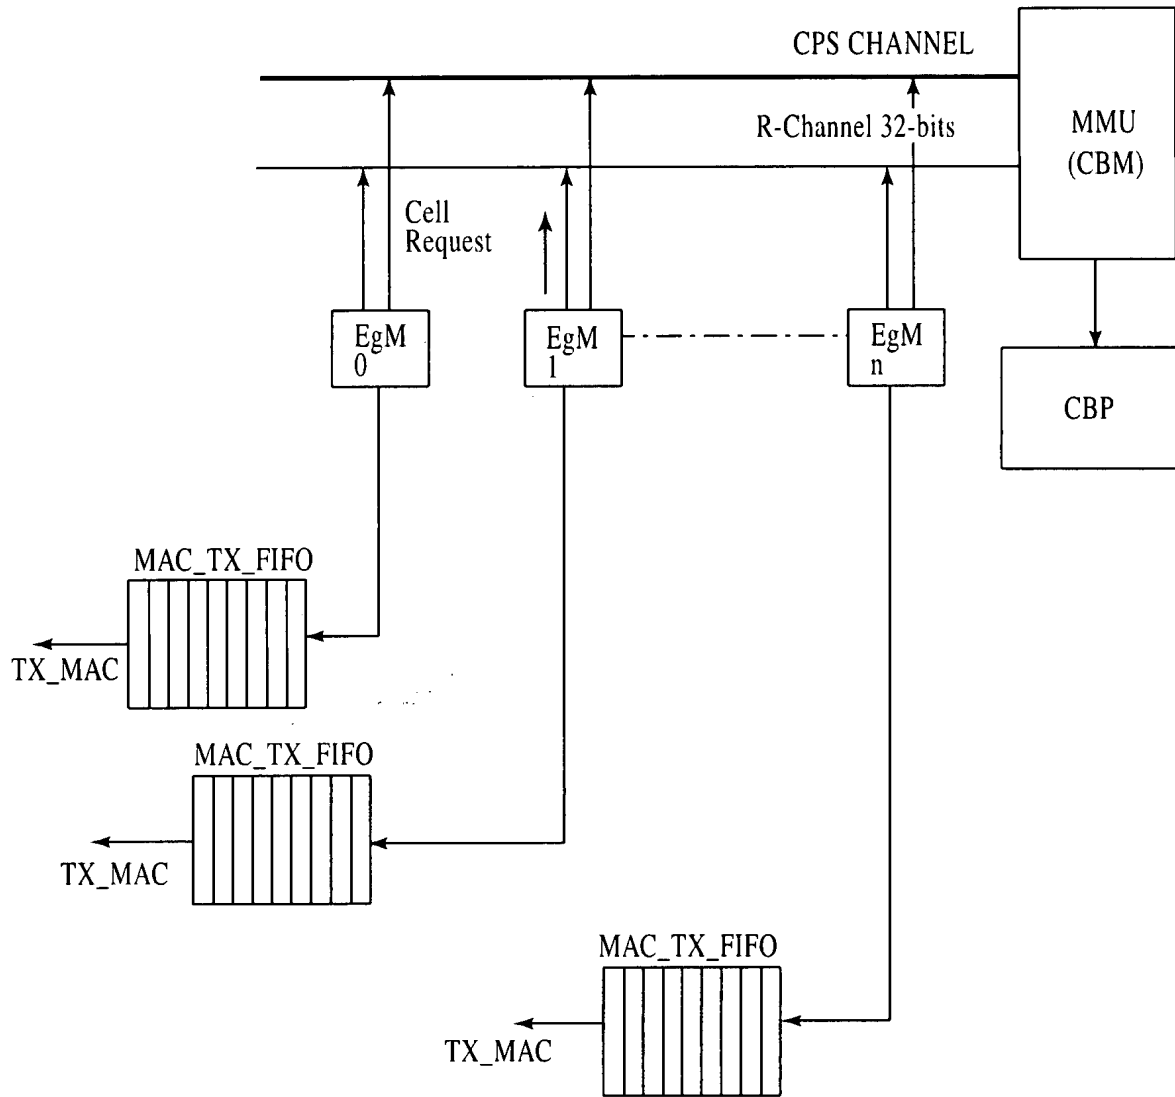 CPS CHANNEL
R-Channel 32-bits
MMU
(CBM)
Cell
Request
EgM
0
EgM
1
EgM
n
CBP
MAC_TX_FIFO
TX_MAC
MAC_TX_FIFO
TX_MAC
MAC_TX_FIFO
TX_MAC